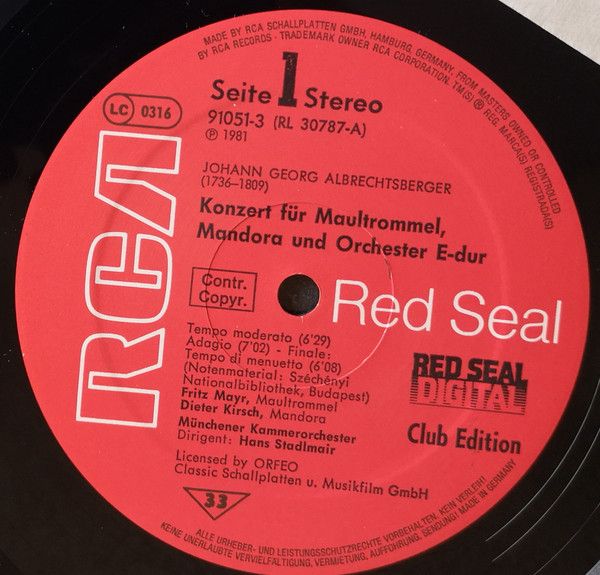 MADE BY RCA SCHALLPLATTEN GMBH, HAMBURG, GERMANY, FROM MASTERS OWNED OR CONTROLLED
BY RCA RECORDS · TRADEMARK OWNER RCA CORPORATION. TM(S) ® REG. MARCA(S) REGISTRADA(S)
Seite 1 Stereo
LC 0316
91051-3 (RL 30787-A)
℗ 1981
JOHANN GEORG ALBRECHTSBERGER
(1736–1809)
Konzert für Maultrommel,
Mandora und Orchester E-dur
RCA
Contr.
Copyr.
Red Seal
Tempo moderato (6'29)
Adagio (7'02) - Finale:
Tempo di menuetto (6'08)
(Notenmaterial: Széchényi
Nationalbibliothek, Budapest)
Fritz Mayr, Maultrommel
Dieter Kirsch, Mandora
Münchener Kammerorchester
Dirigent: Hans Stadlmair
RED SEAL
DIGITAL
Club Edition
Licensed by ORFEO
Classic Schallplatten u. Musikfilm GmbH
33
ALLE URHEBER- UND LEISTUNGSSCHUTZRECHTE VORBEHALTEN. KEIN VERLEIH!
KEINE UNERLAUBTE VERVIELFÄLTIGUNG, VERMIETUNG, AUFFÜHRUNG, SENDUNG! MADE IN GERMANY